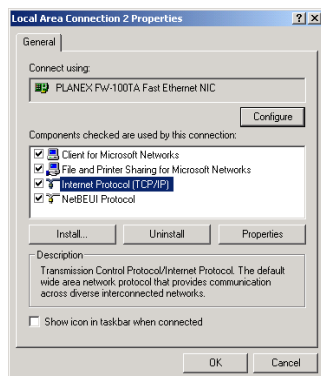 Local Area Connection 2 Properties
General
Connect using:
PLANEX FW-100TA Fast Ethernet NIC
Configure
Components checked are used by this connection:
Client for Microsoft Networks
File and Printer Sharing for Microsoft Networks
Internet Protocol (TCP/IP)
NetBEUI Protocol
Install... Uninstall Properties
Description
Transmission Control Protocol/Internet Protocol. The default
wide area network protocol that provides communication
across diverse interconnected networks.
Show icon in taskbar when connected
OK Cancel